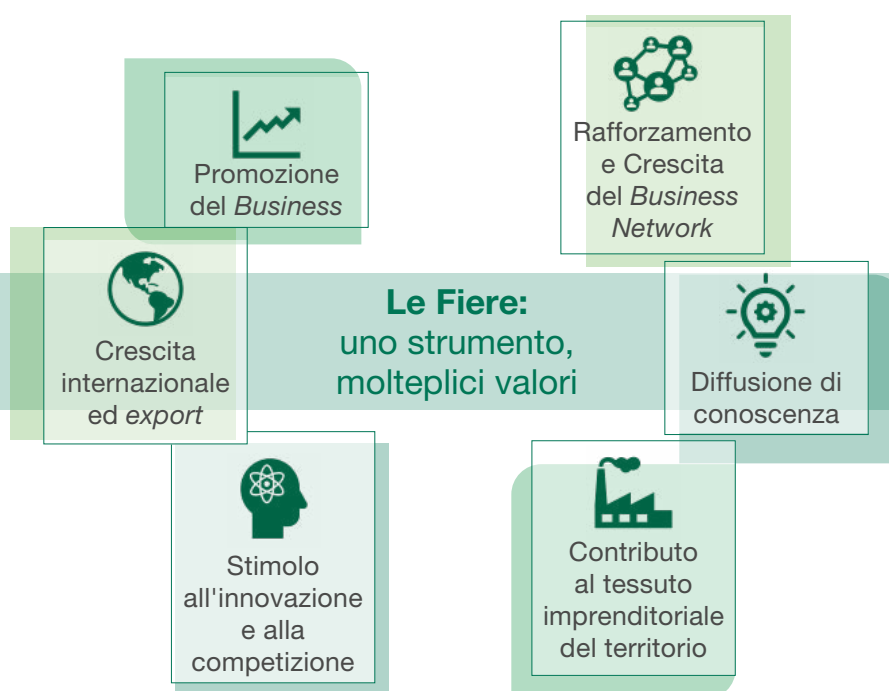 Promozione
del Business
Rafforzamento
e Crescita
del Business
Network
Crescita
internazionale
ed export
Le Fiere:
uno strumento,
molteplici valori
Diffusione di
conoscenza
Stimolo
all'innovazione
e alla
competizione
Contributo
al tessuto
imprenditoriale
del territorio